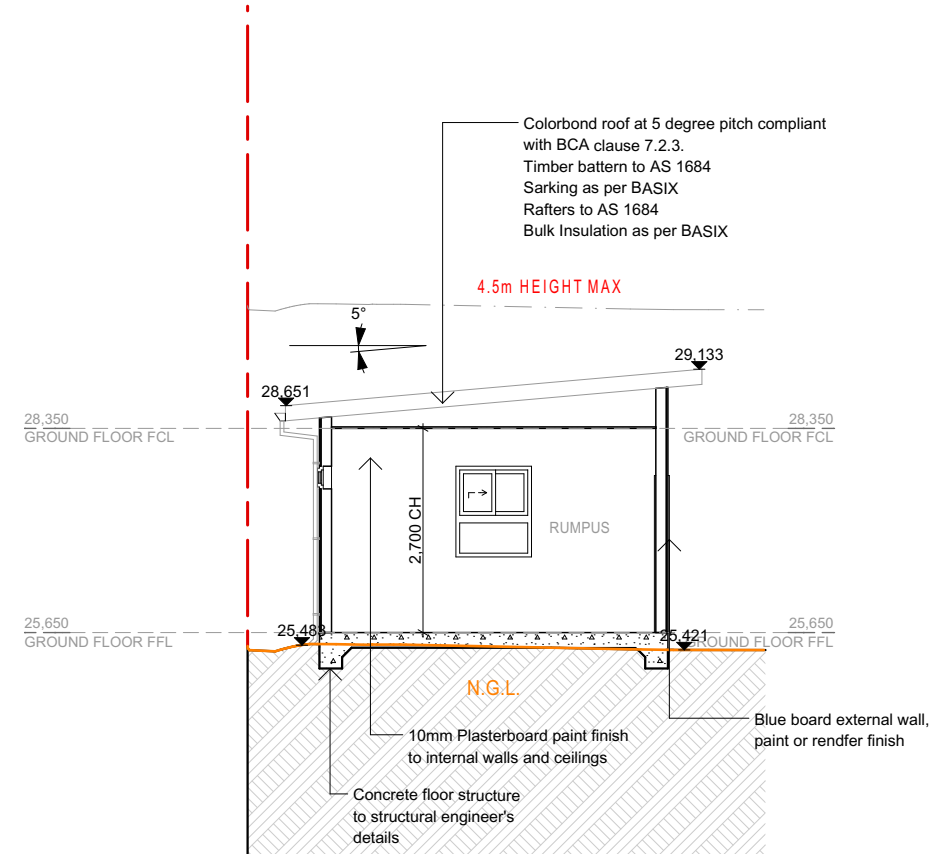 Colorbond roof at 5 degree pitch compliant
with BCA clause 7.2.3.
Timber battern to AS 1684
Sarking as per BASIX
Rafters to AS 1684
Bulk Insulation as per BASIX
4.5m HEIGHT MAX
5°
29,133
28,651
28,350
GROUND FLOOR FCL
28,350
GROUND FLOOR FCL
2,700 CH
RUMPUS
25,650
GROUND FLOOR FFL
25,483
25,421
25,650
GROUND FLOOR FFL
N.G.L.
10mm Plasterboard paint finish
to internal walls and ceilings
Blue board external wall,
paint or rendfer finish
Concrete floor structure
to structural engineer's
details